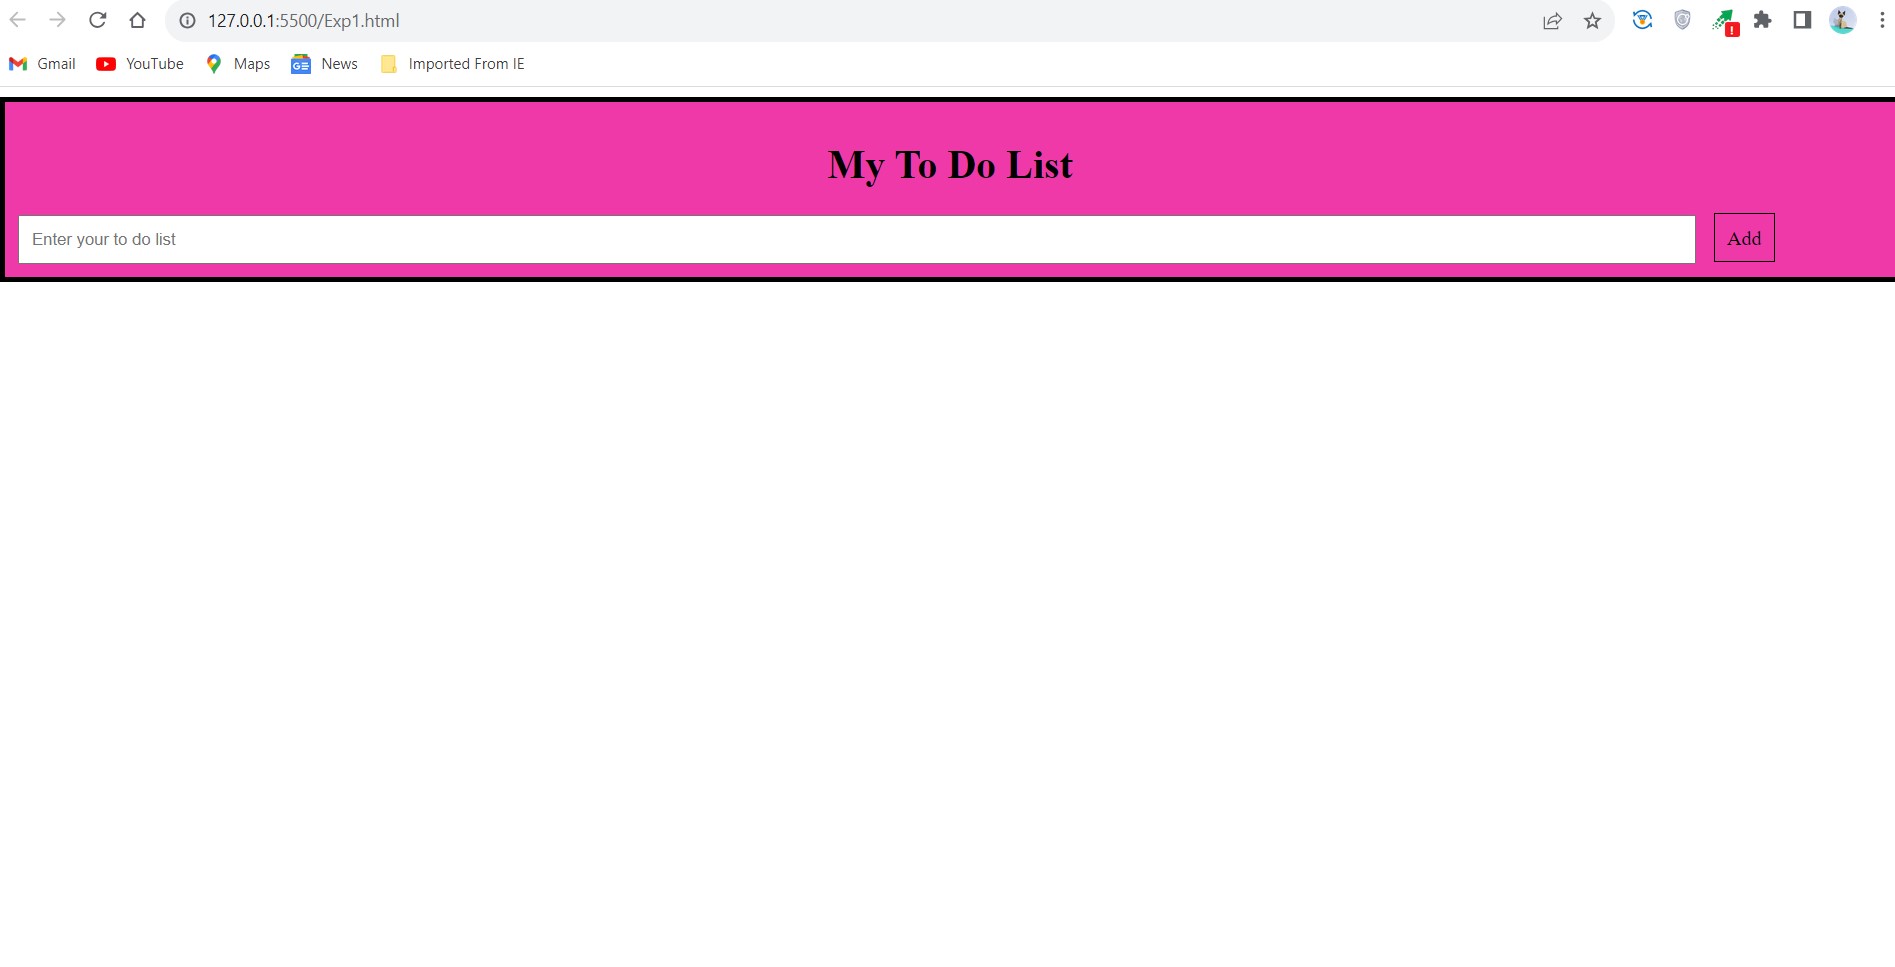 127.0.0.1:5500/Exp1.html
Gmail YouTube Maps News Imported From IE
My To Do List
Enter your to do list Add